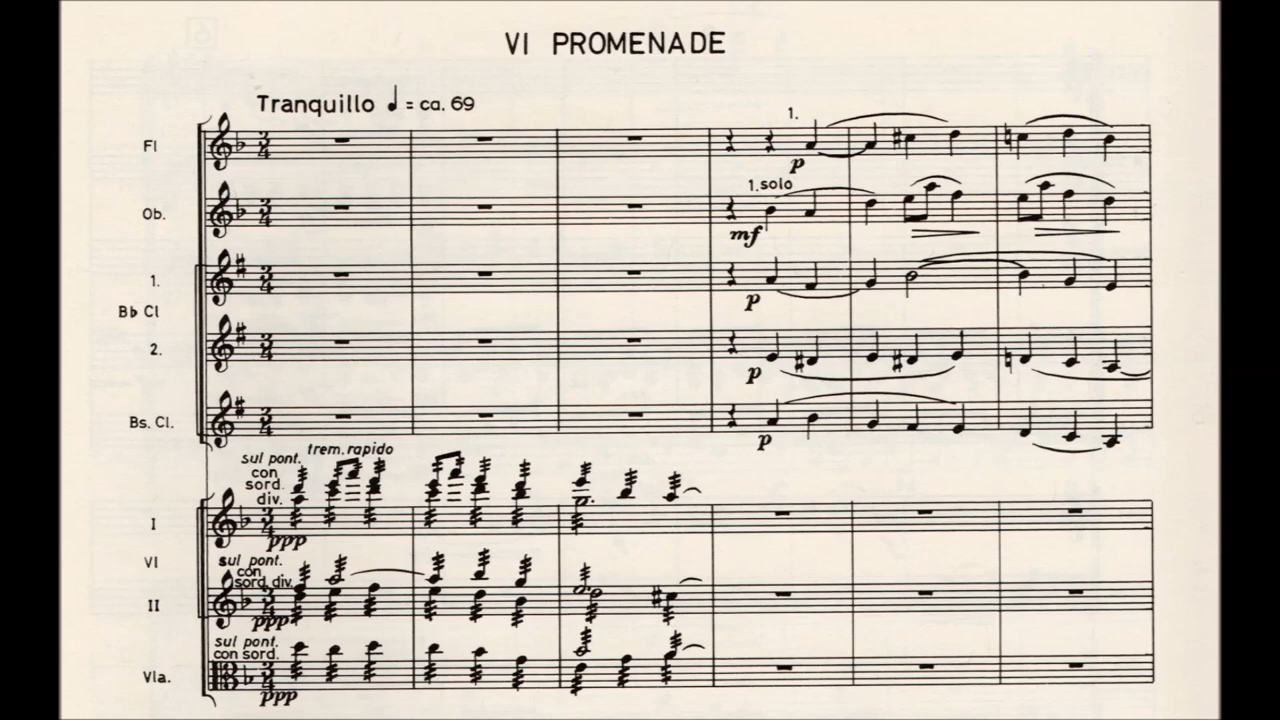 VI PROMENADE
Tranquillo ♩ = ca. 69
Fl
1.
p
Ob.
1. solo
mf
1.
p
B♭ Cl
2.
p
Bs. Cl.
p
trem. rapido
sul pont.
con
sord.
div.
I
ppp
Vl
sul pont.
con
sord. div.
II
ppp
sul pont.
con sord.
Vla.
ppp